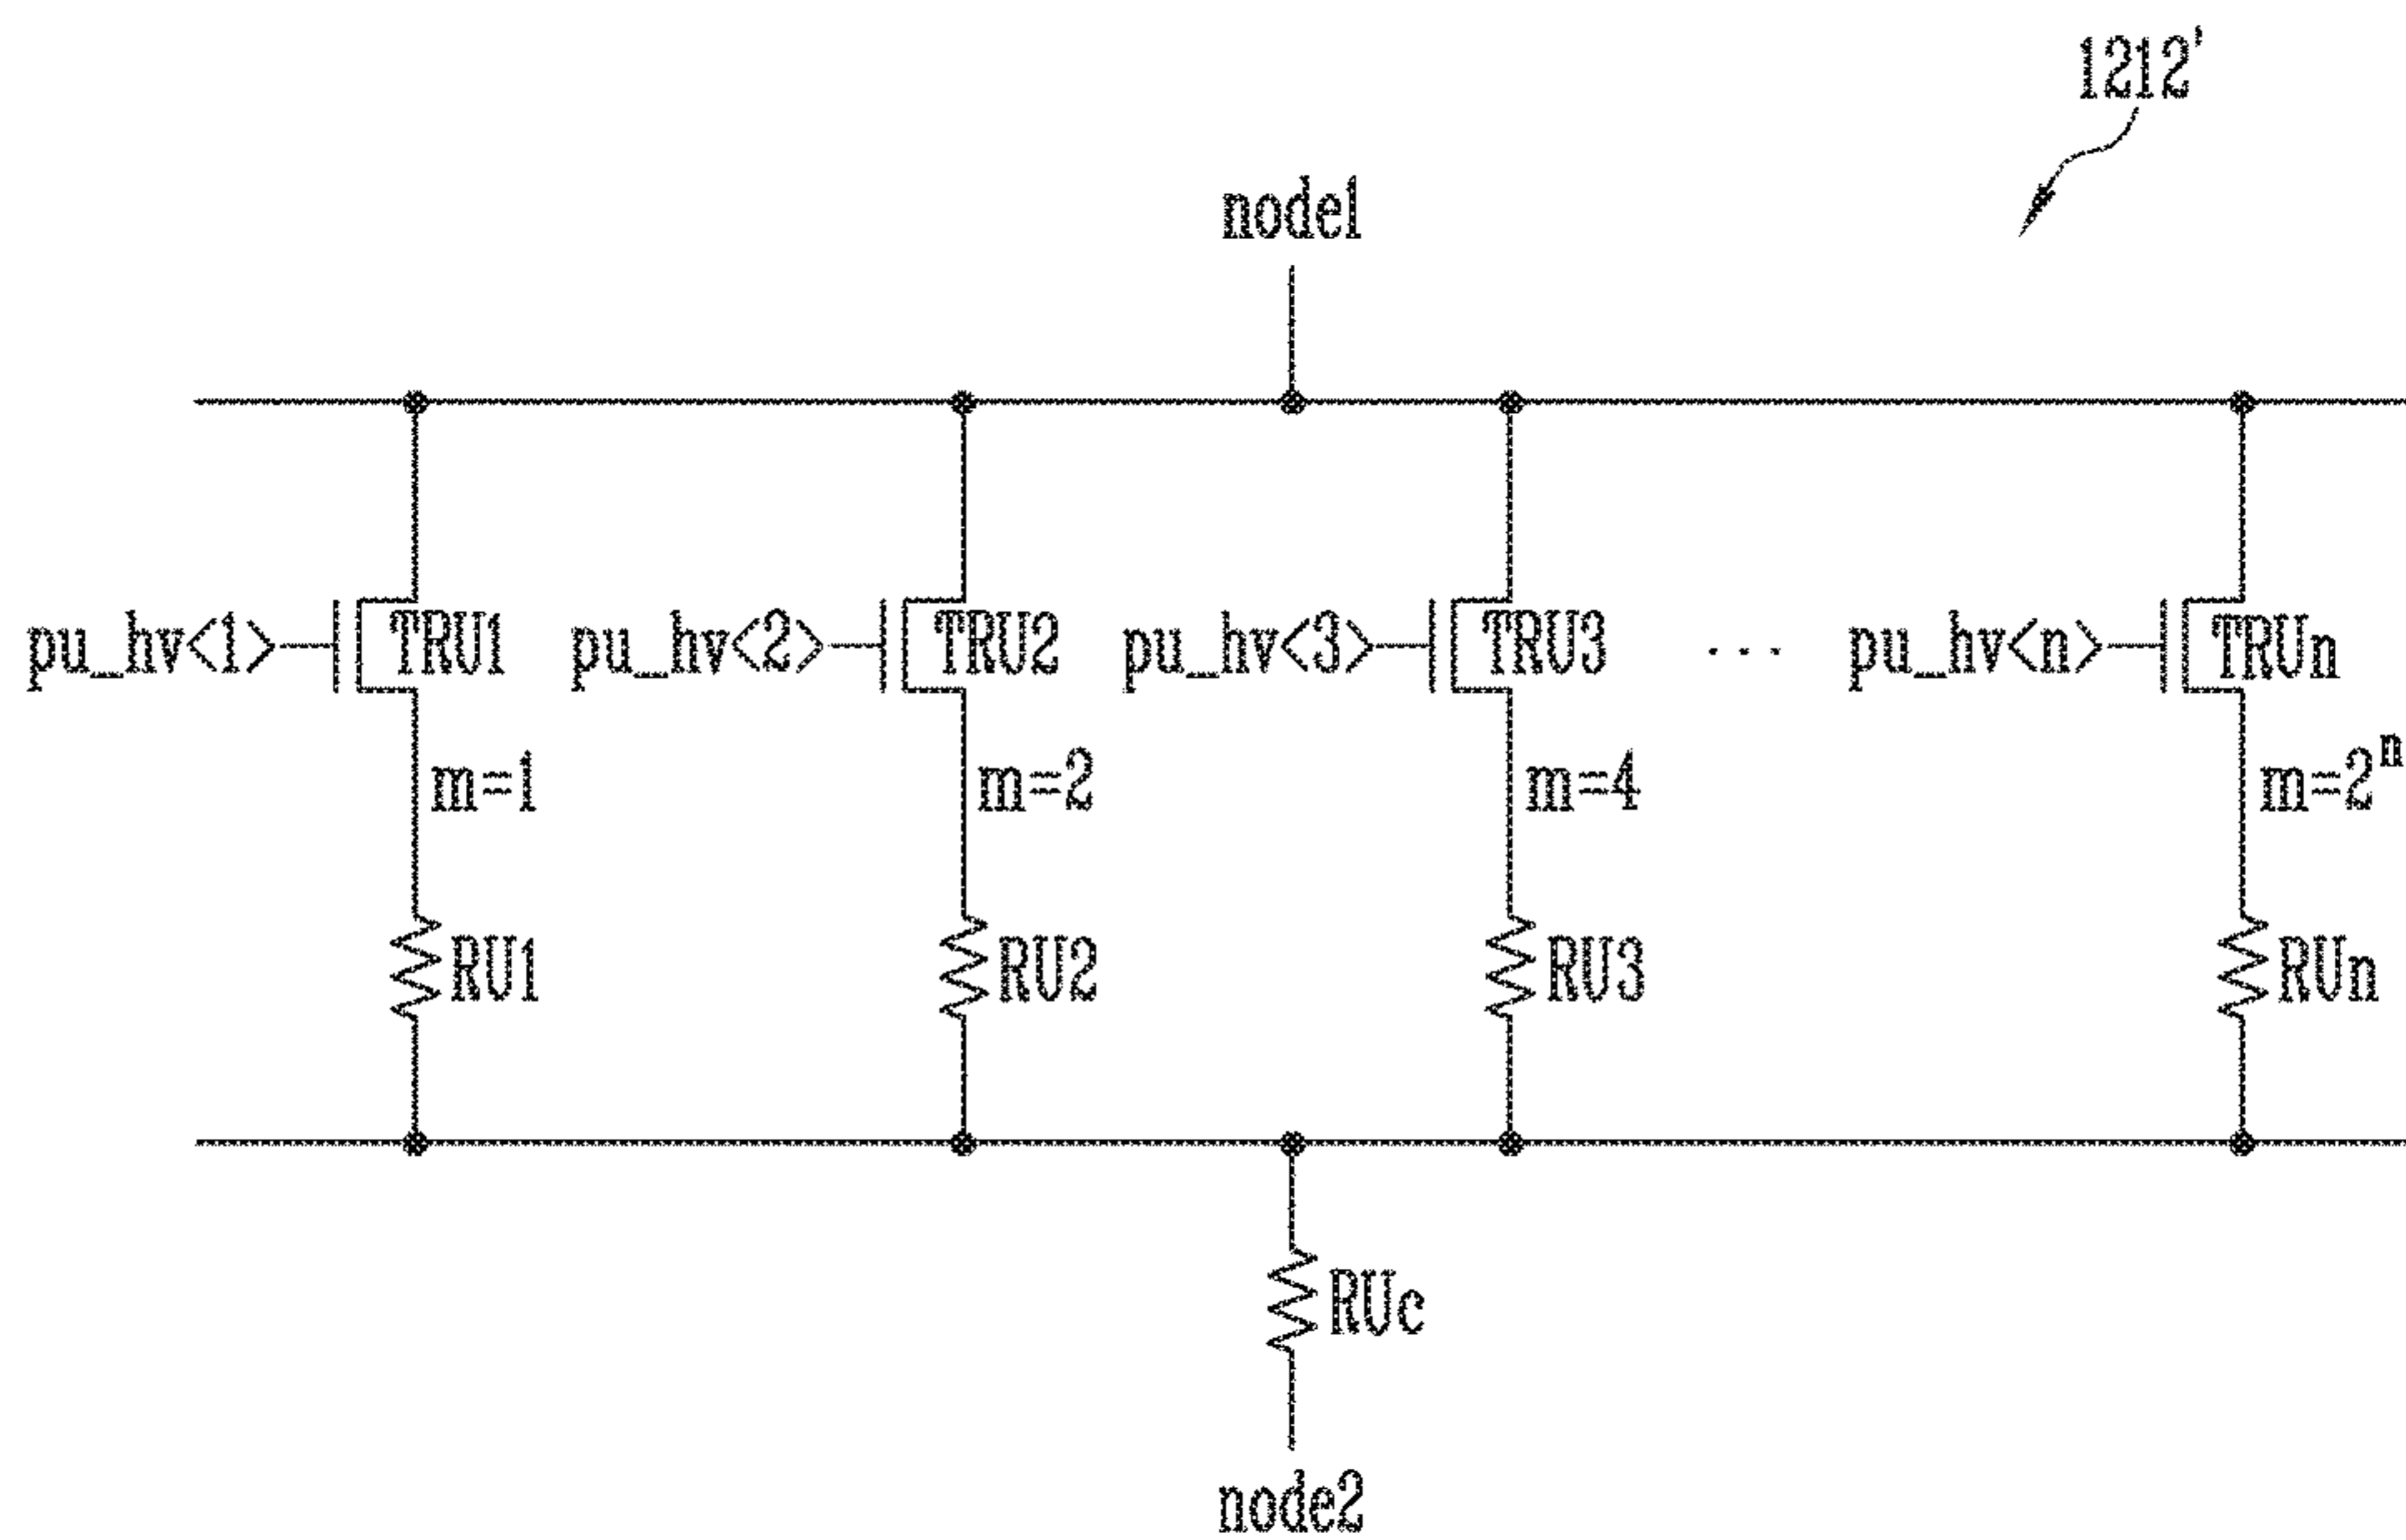 1212'
node1
pu_hv<1> TRU1 pu_hv<2> TRU2 pu_hv<3> TRU3 ... pu_hv<n> TRUn
m=1 m=2 m=4 m=2ⁿ
RU1 RU2 RU3 RUn
RUc
node2